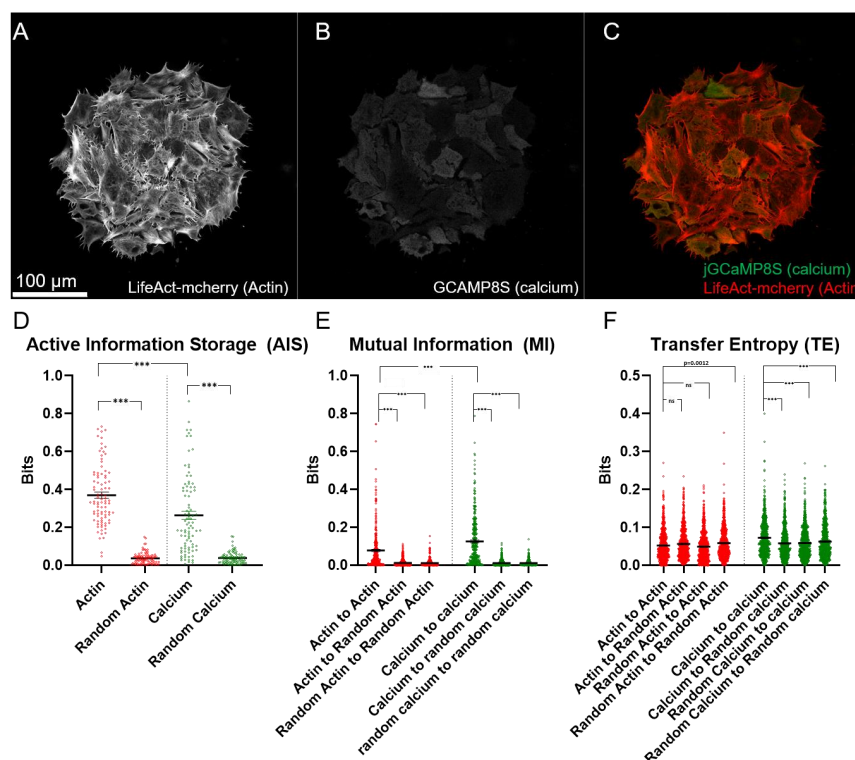 A
B
C
100 µm
LifeAct-mcherry (Actin)
GCAMP8S (calcium)
jGCaMP8S (calcium)
LifeAct-mcherry (Actin
D
Active Information Storage (AIS)
Bits
1.0
0.8
0.6
0.4
0.2
0.0
***
***
***
Actin
Random Actin
Calcium
Random Calcium
E
Mutual Information (MI)
Bits
1.0
0.8
0.6
0.4
0.2
0.0
***
***
***
***
***
Actin to Actin
Actin to Random Actin
Random Actin to Random Actin
Calcium to calcium
Calcium to random calcium
random calcium to random calcium
F
Transfer Entropy (TE)
Bits
0.5
0.4
0.3
0.2
0.1
0.0
p=0.0012
ns
ns
***
***
***
Actin to Actin
Actin to Random Actin
Random Actin to Actin
Random Actin to Random Actin
Calcium to calcium
Calcium to Random calcium
Random Calcium to calcium
Random Calcium to Random calcium